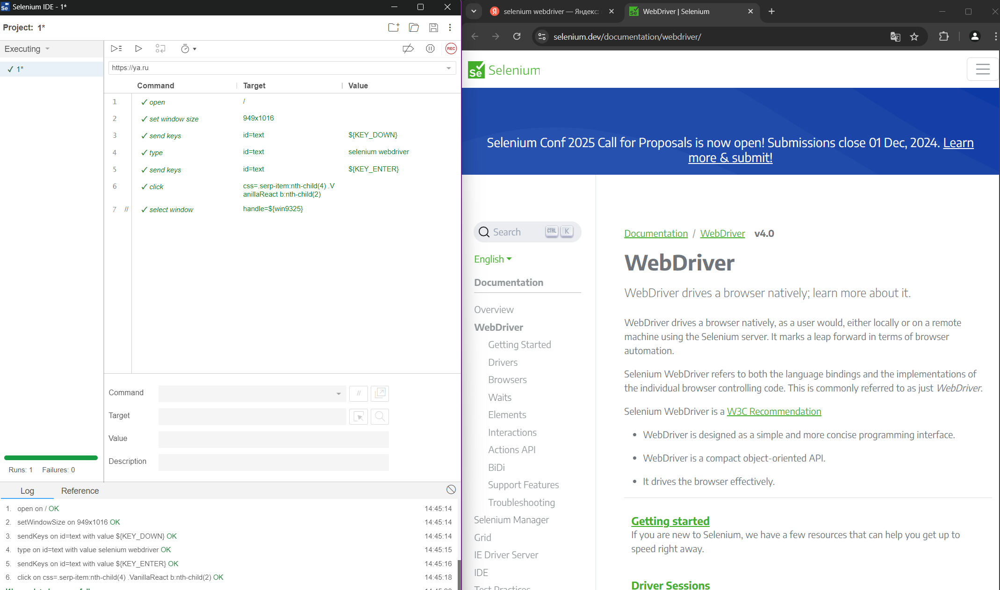 Selenium IDE - 1*
Project: 1*
Executing
✓ 1*
Runs: 1 Failures: 0
REC
https://ya.ru
Command Target Value
1 ✓ open /
2 ✓ set window size 949x1016
3 ✓ send keys id=text ${KEY_DOWN}
4 ✓ type id=text selenium webdriver
5 ✓ send keys id=text ${KEY_ENTER}
6 ✓ click css=.serp-item:nth-child(4) .V
anillaReact b:nth-child(2)
7 // ✓ select window handle=${win9325}
Command //
Target
Value
Description
Log Reference
1. open on / OK 14:45:14
2. setWindowSize on 949x1016 OK 14:45:14
3. sendKeys on id=text with value ${KEY_DOWN} OK 14:45:14
4. type on id=text with value selenium webdriver OK 14:45:15
5. sendKeys on id=text with value ${KEY_ENTER} OK 14:45:16
6. click on css=.serp-item:nth-child(4) .VanillaReact b:nth-child(2) OK 14:45:18
selenium webdriver — Яндекс:
WebDriver | Selenium
selenium.dev/documentation/webdriver/
Se Selenium
Selenium Conf 2025 Call for Proposals is now open! Submissions close 01 Dec, 2024. Learn
more & submit!
Search CTRL K
English
Documentation
Overview
WebDriver
Getting Started
Drivers
Browsers
Waits
Elements
Interactions
Actions API
BiDi
Support Features
Troubleshooting
Selenium Manager
Grid
IE Driver Server
IDE
Test Practices
Documentation / WebDriver v4.0
WebDriver
WebDriver drives a browser natively; learn more about it.
WebDriver drives a browser natively, as a user would, either locally or on a remote
machine using the Selenium server. It marks a leap forward in terms of browser
automation.
Selenium WebDriver refers to both the language bindings and the implementations of
the individual browser controlling code. This is commonly referred to as just WebDriver.
Selenium WebDriver is a W3C Recommendation
• WebDriver is designed as a simple and more concise programming interface.
• WebDriver is a compact object-oriented API.
• It drives the browser effectively.
Getting started
If you are new to Selenium, we have a few resources that can help you get up to
speed right away.
Driver Sessions